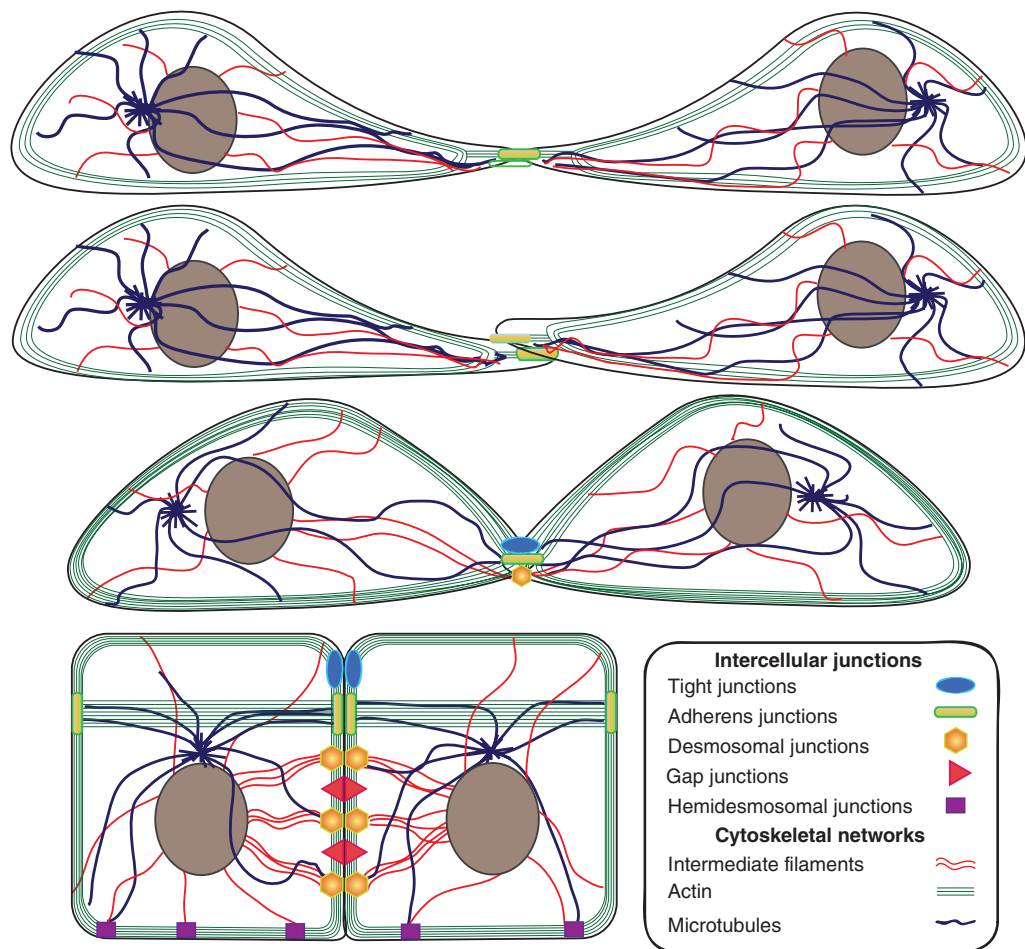 Intercellular junctions
Tight junctions
Adherens junctions
Desmosomal junctions
Gap junctions
Hemidesmosomal junctions
Cytoskeletal networks
Intermediate filaments
Actin
Microtubules